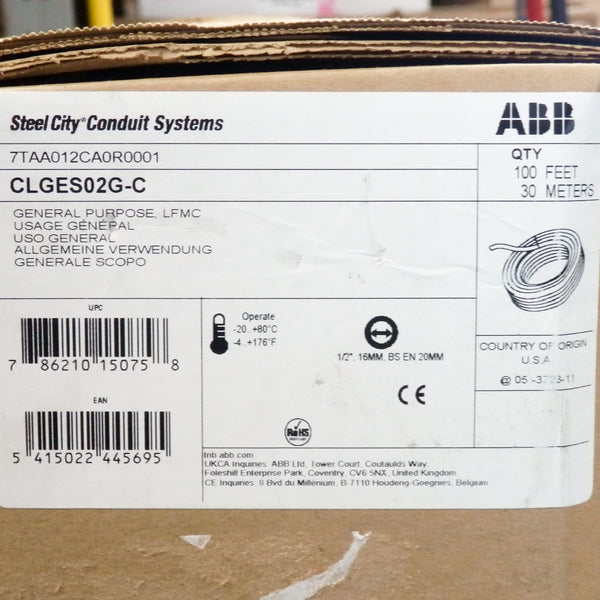 Steel City® Conduit Systems
ABB
7TAA012CA0R0001
CLGES02G-C
QTY
100 FEET
30 METERS
GENERAL PURPOSE, LFMC
USAGE GÉNÉRAL
USO GENERAL
ALLGEMEINE VERWENDUNG
GENERALE SCOPO
UPC
7 86210 15075 8
EAN
5 415022 445695
Operate
-20..+80°C
-4..+176°F
1/2", 16MM, BS EN 20MM
CE
RoHS
COUNTRY OF ORIGIN
U.S.A
tnb.abb.com
UKCA Inquiries: ABB Ltd, Tower Court, Coutaulds Way,
Foleshill Enterprise Park, Coventry, CV6 5NX, United Kingdom
CE Inquiries: 8 Bvd du Millénium, B-7110 Houdeng-Goegnies, Belgium